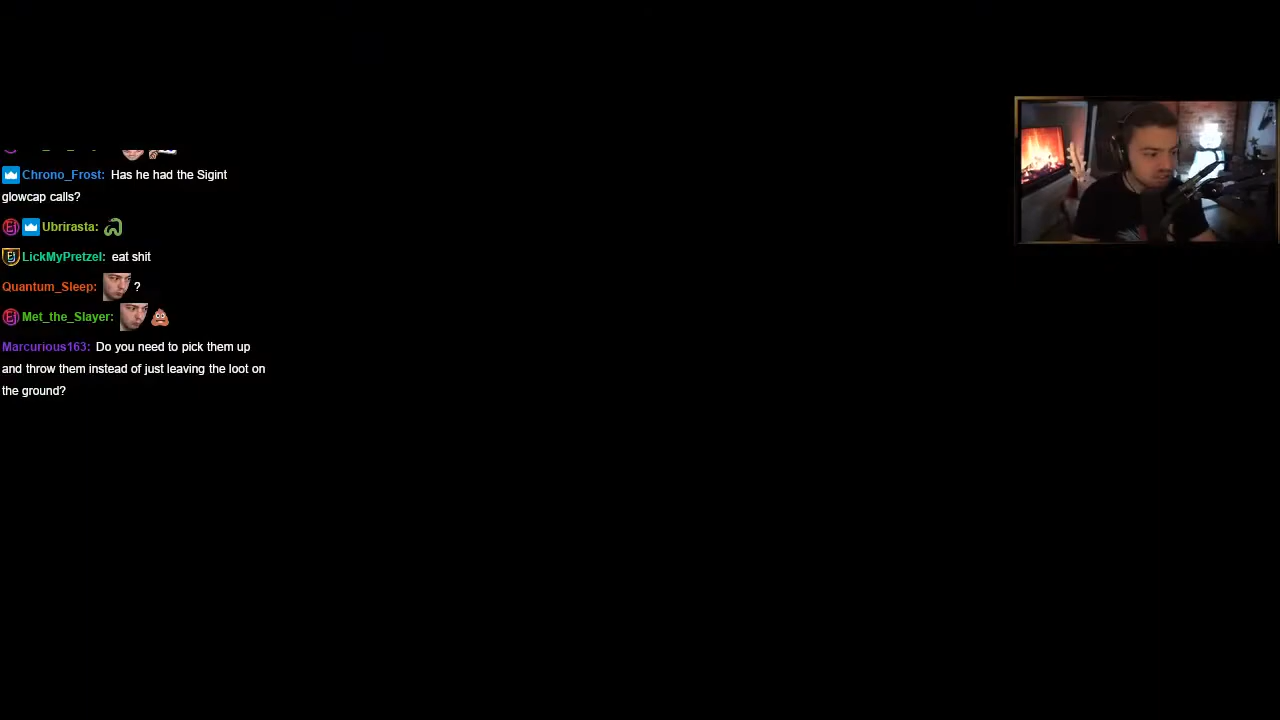 Chrono_Frost: Has he had the Sigint
glowcap calls?
Ubrirasta:
LickMyPretzel: eat shit
Quantum_Sleep: ?
Met_the_Slayer:
Marcurious163: Do you need to pick them up
and throw them instead of just leaving the loot on
the ground?